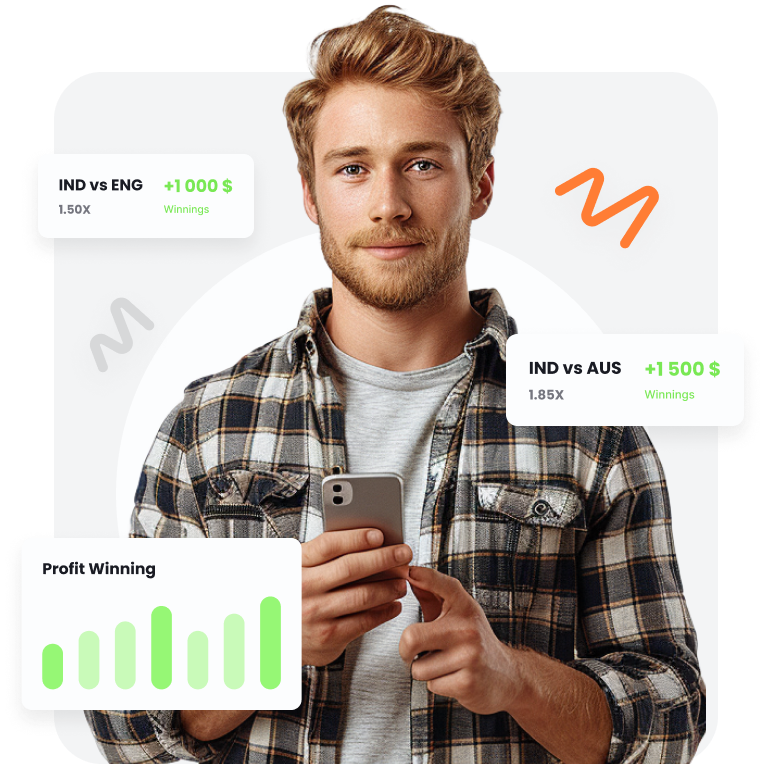 IND vs ENG
+1 000 $
1.50X
Winnings
IND vs AUS
+1 500 $
1.85X
Winnings
Profit Winning